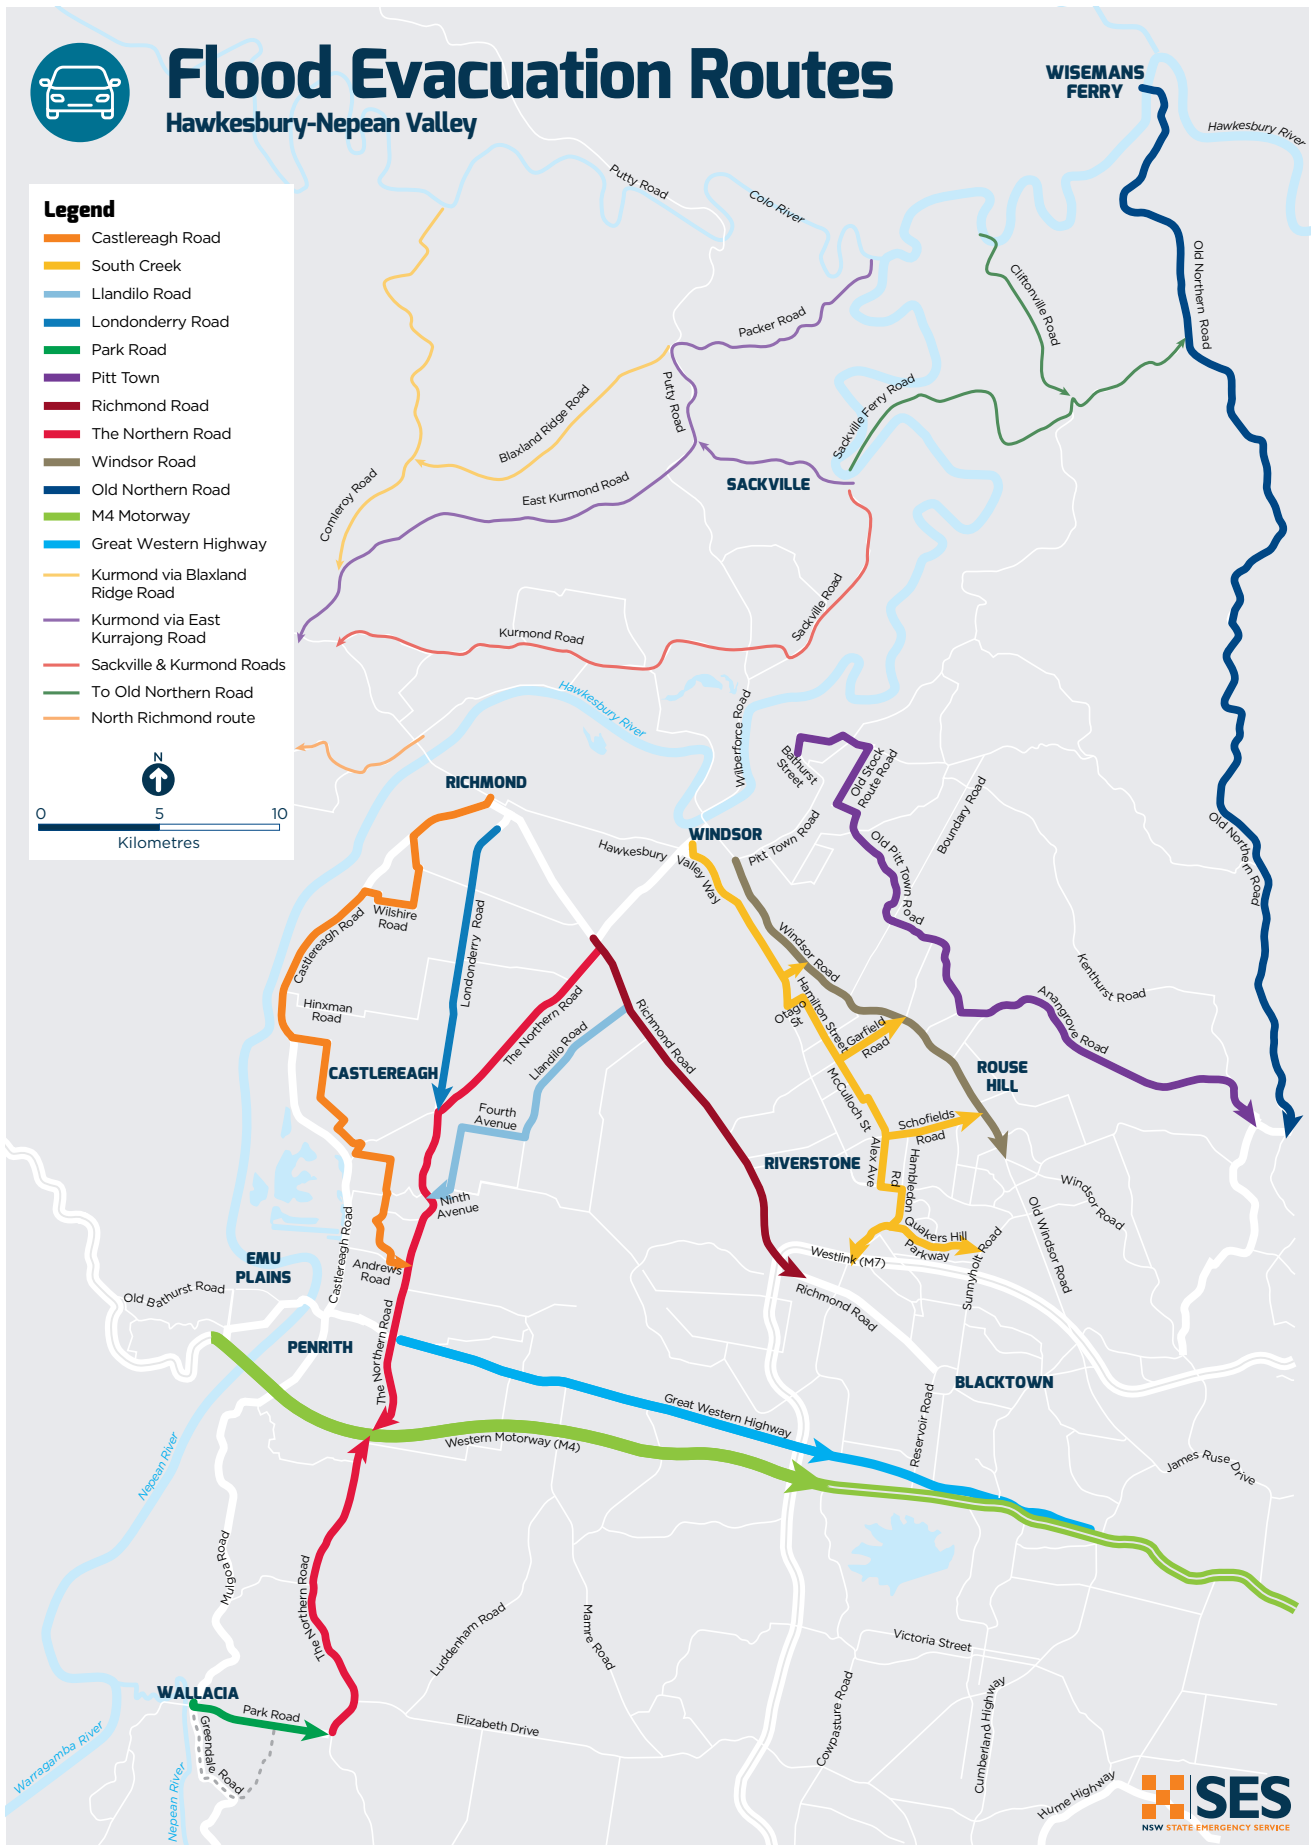 Flood Evacuation Routes
Hawkesbury-Nepean Valley
WISEMANS
FERRY
Hawkesbury River
Putty Road
Colo River
Legend
Castlereagh Road
South Creek
Llandilo Road
Londonderry Road
Park Road
Pitt Town
Richmond Road
The Northern Road
Windsor Road
Old Northern Road
M4 Motorway
Great Western Highway
Kurmond via Blaxland
Ridge Road
Kurmond via East
Kurrajong Road
Sackville & Kurmond Roads
To Old Northern Road
North Richmond route
N
0 5 10
Kilometres
Old Northern Road
Cliftonville Road
Packer Road
Putty Road
Blaxland Ridge Road
Sackville Ferry Road
Comleroy Road
East Kurmond Road
SACKVILLE
Sackville Road
Kurmond Road
Hawkesbury River
Wilberforce Road
Bathurst
Street
Old Stock
Route Road
RICHMOND
WINDSOR
Hawkesbury Valley Way
Pitt Town Road
Boundary Road
Old Pitt Town Road
Old Northern Road
Wilshire
Road
Castlereagh Road
Londonderry Road
Windsor Road
Kenthurst Road
Hinxman
Road
The Northern Road
Richmond Road
Otago
St
Hamilton Street
Garfield
Road
Anangrove Road
Llandilo Road
CASTLEREAGH
ROUSE
HILL
McCulloch St
Fourth
Avenue
Schofields
Road
RIVERSTONE
Alex Ave
Hambledon
Rd
Ninth
Avenue
Windsor Road
Old Windsor Road
Quakers Hill
Parkway
Sunnyholt Road
Westlink (M7)
EMU
PLAINS
Castlereagh Road
Andrews
Road
Old Bathurst Road
Richmond Road
PENRITH
The Northern Road
BLACKTOWN
Great Western Highway
Reservoir Road
Western Motorway (M4)
Nepean River
James Ruse Drive
Mulgoa Road
The Northern Road
Luddenham Road
Mamre Road
Victoria Street
WALLACIA
Park Road
Elizabeth Drive
Cowpasture Road
Cumberland Highway
Greendale Road
Warragamba River
Nepean River
Hume Highway
SES
NSW STATE EMERGENCY SERVICE